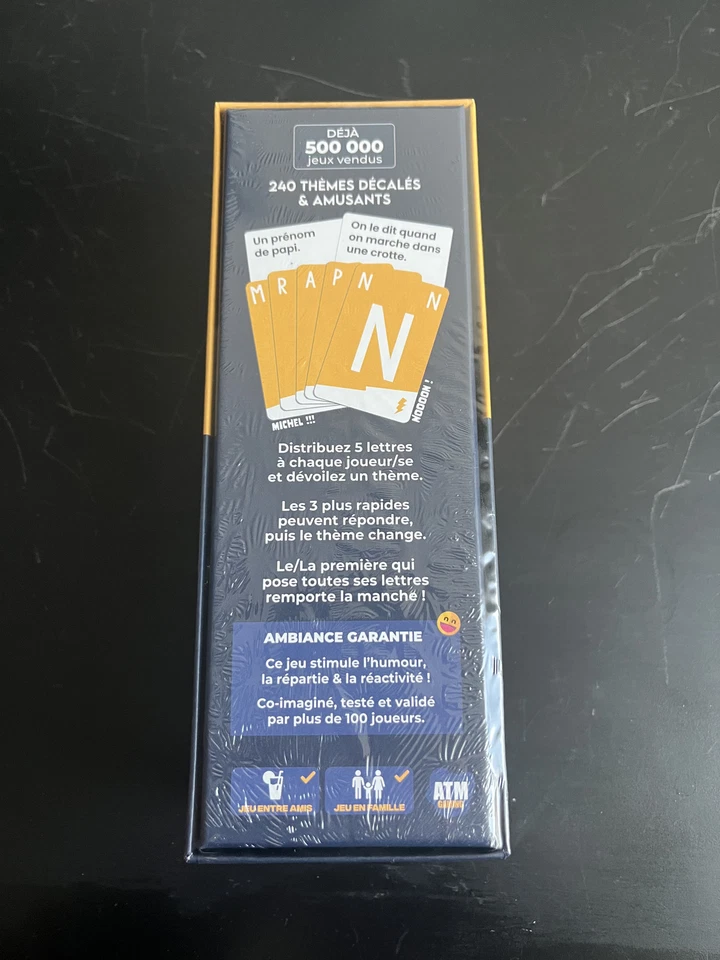 DÉJÀ
500 000
jeux vendus
240 THÈMES DÉCALÉS
& AMUSANTS
Un prénom
de papi.
On le dit quand
on marche dans
une crotte.
M R A P N N
N
MICHEL !!!
NOOOON !
Distribuez 5 lettres
à chaque joueur/se
et dévoilez un thème.
Les 3 plus rapides
peuvent répondre,
puis le thème change.
Le/La première qui
pose toutes ses lettres
remporte la manche !
AMBIANCE GARANTIE
Ce jeu stimule l'humour,
la répartie & la réactivité !
Co-imaginé, testé et validé
par plus de 100 joueurs.
JEU ENTRE AMIS
JEU EN FAMILLE
ATM
GAMING